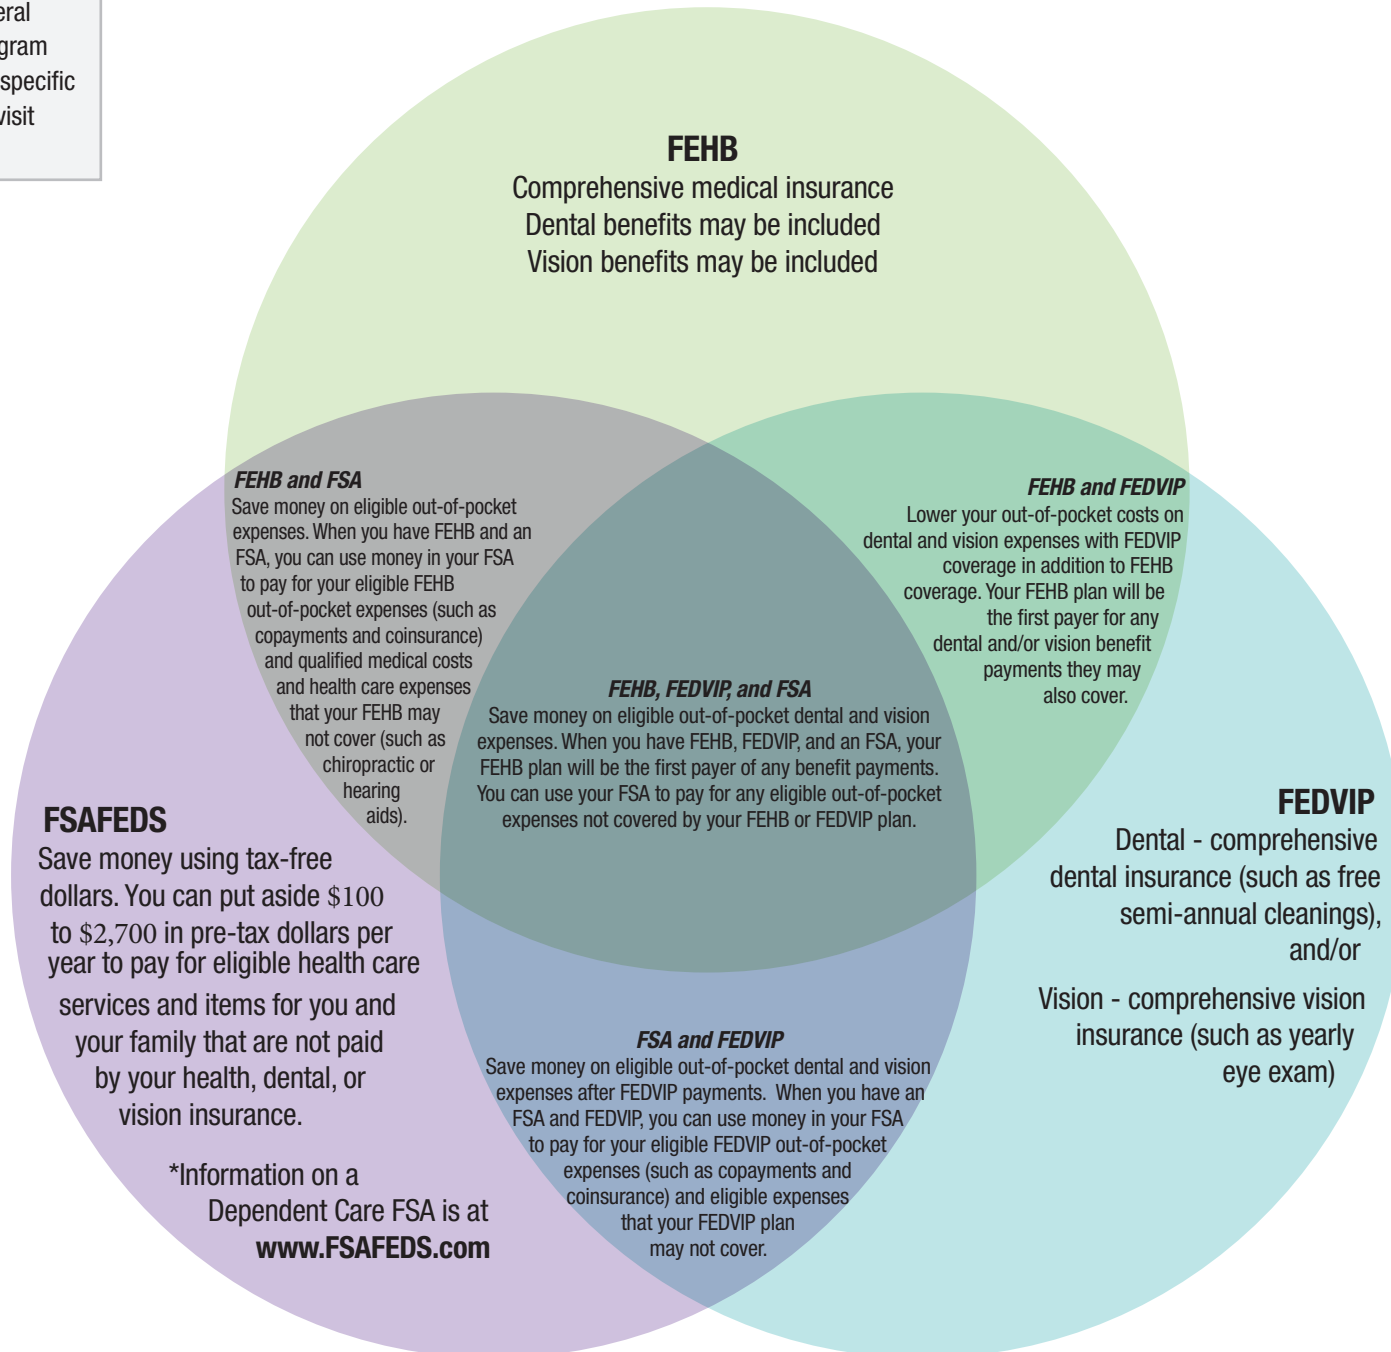 eral
gram
specific
visit
FEHB
Comprehensive medical insurance
Dental benefits may be included
Vision benefits may be included
FEHB and FSA
Save money on eligible out-of-pocket
expenses. When you have FEHB and an
FSA, you can use money in your FSA
to pay for your eligible FEHB
out-of-pocket expenses (such as
copayments and coinsurance)
and qualified medical costs
and health care expenses
that your FEHB may
not cover (such as
chiropractic or
hearing
aids).
FEHB and FEDVIP
Lower your out-of-pocket costs on
dental and vision expenses with FEDVIP
coverage in addition to FEHB
coverage. Your FEHB plan will be
the first payer for any
dental and/or vision benefit
payments they may
also cover.
FEHB, FEDVIP, and FSA
Save money on eligible out-of-pocket dental and vision
expenses. When you have FEHB, FEDVIP, and an FSA, your
FEHB plan will be the first payer of any benefit payments.
You can use your FSA to pay for any eligible out-of-pocket
expenses not covered by your FEHB or FEDVIP plan.
FSAFEDS
Save money using tax-free
dollars. You can put aside $100
to $2,700 in pre-tax dollars per
year to pay for eligible health care
services and items for you and
your family that are not paid
by your health, dental, or
vision insurance.
*Information on a
Dependent Care FSA is at
www.FSAFEDS.com
FEDVIP
Dental - comprehensive
dental insurance (such as free
semi-annual cleanings),
and/or
Vision - comprehensive vision
insurance (such as yearly
eye exam)
FSA and FEDVIP
Save money on eligible out-of-pocket dental and vision
expenses after FEDVIP payments.  When you have an
FSA and FEDVIP, you can use money in your FSA
to pay for your eligible FEDVIP out-of-pocket
expenses (such as copayments and
coinsurance) and eligible expenses
that your FEDVIP plan
may not cover.